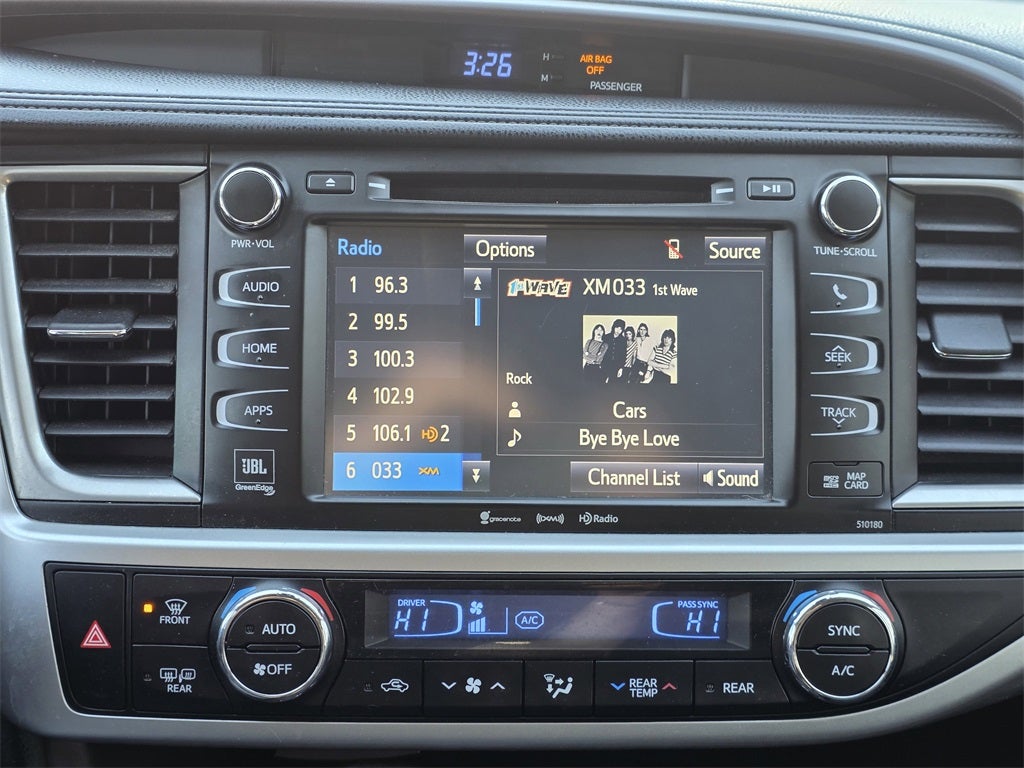 3:26
H
M
AIR BAG
OFF
PASSENGER
PWR•VOL
TUNE•SCROLL
AUDIO
HOME
APPS
JBL
GreenEdge
Radio
Options
Source
1 96.3
2 99.5
3 100.3
4 102.9
5 106.1 HD 2
6 033 XM
1st WAVE XM033 1st Wave
Rock
Cars
Bye Bye Love
Channel List
Sound
SEEK
TRACK
MAP
CARD
gracenote
((XM))
HD Radio
510180
FRONT
REAR
AUTO
OFF
DRIVER
HI
A/C
PASS SYNC
HI
REAR
TEMP
REAR
SYNC
A/C